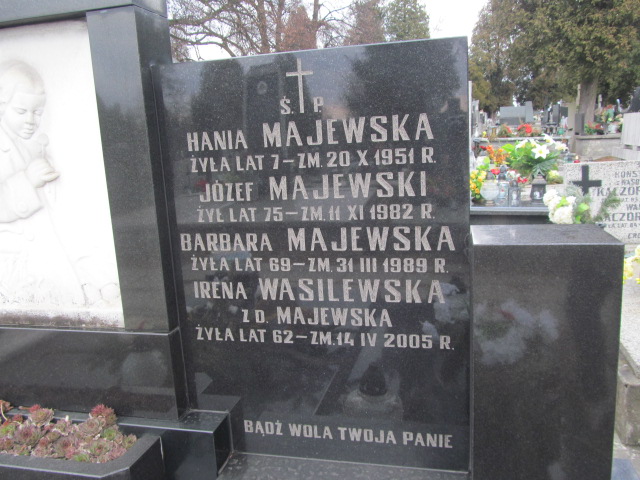 Ś. P.
HANIA MAJEWSKA
ŻYŁA LAT 7 – ZM. 20 X 1951 R.
JÓZEF MAJEWSKI
ŻYŁ LAT 75 – ZM. 11 XI 1982 R.
BARBARA MAJEWSKA
ŻYŁA LAT 69 – ZM. 31 III 1989 R.
IRENA WASILEWSKA
Z D. MAJEWSKA
ŻYŁA LAT 62 – ZM. 14 IV 2005 R.
BĄDŹ WOLA TWOJA PANIE